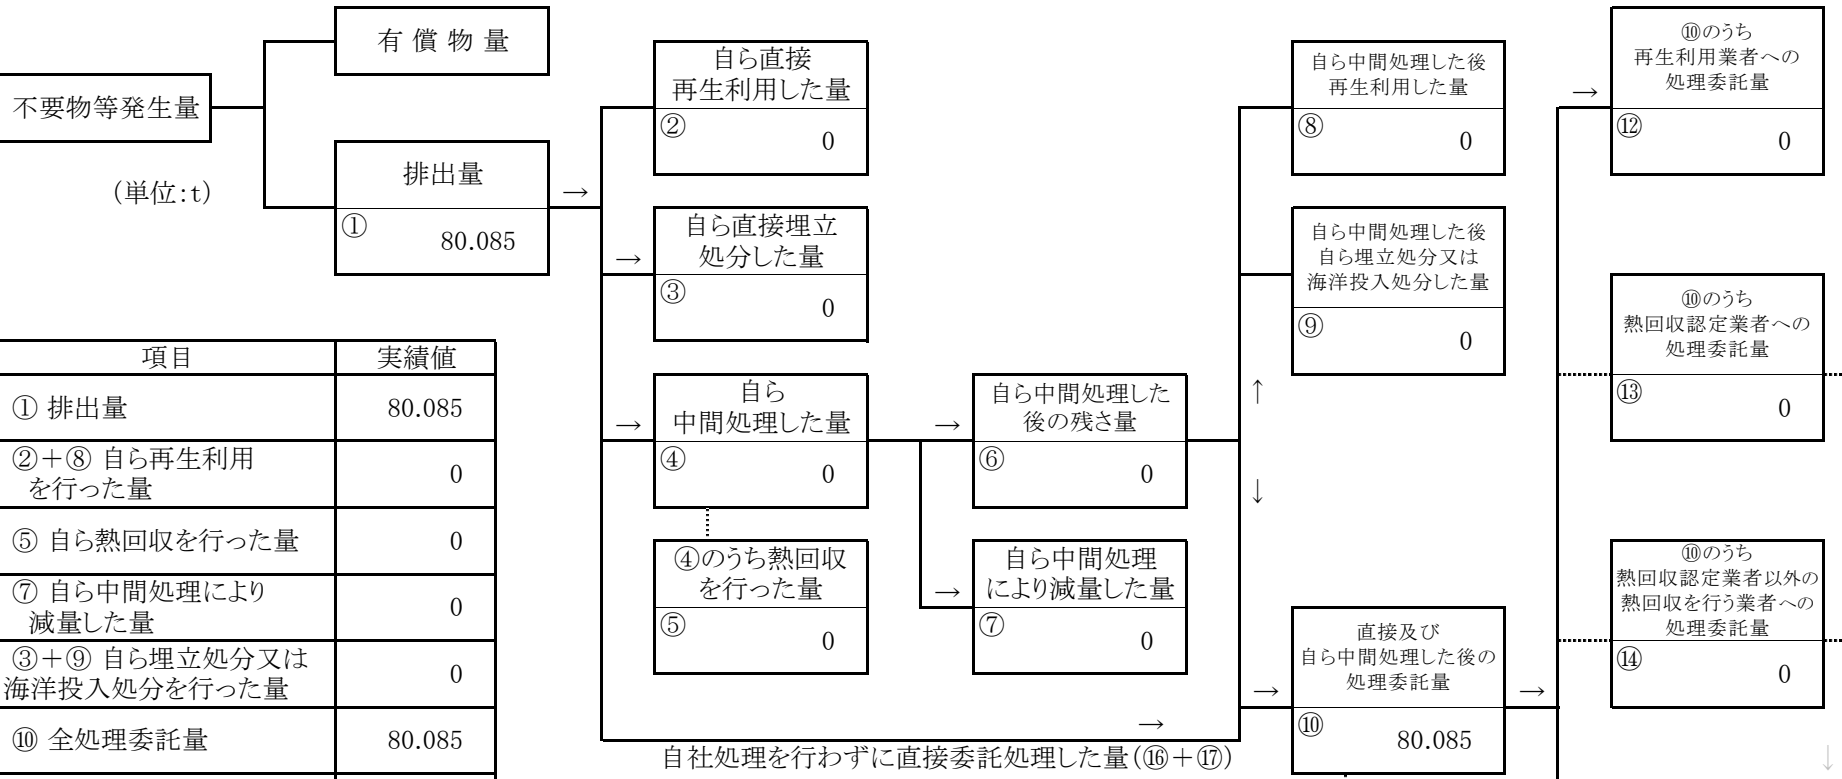 有 償 物 量
不要物等発生量
(単位:t)
排出量
①
80.085
→
自ら直接
再生利用した量
②
0
→
自ら直接埋立
処分した量
③
0
→
自ら
中間処理した量
④
0
④のうち熱回収
を行った量
⑤
0
→
自ら中間処理した
後の残さ量
⑥
0
→
自ら中間処理
により減量した量
⑦
0
↑
↓
自ら中間処理した後
再生利用した量
⑧
0
自ら中間処理した後
自ら埋立処分又は
海洋投入処分した量
⑨
0
→
自社処理を行わずに直接委託処理した量(⑯+⑰)
→
直接及び
自ら中間処理した後の
処理委託量
⑩
80.085
→
→
⑩のうち
再生利用業者への
処理委託量
⑫
0
⑩のうち
熱回収認定業者への
処理委託量
⑬
0
⑩のうち
熱回収認定業者以外の
熱回収を行う業者への
処理委託量
⑭
0
↓
項目 実績値
① 排出量 80.085
②+⑧ 自ら再生利用
を行った量 0
⑤ 自ら熱回収を行った量 0
⑦ 自ら中間処理により
減量した量 0
③+⑨ 自ら埋立処分又は
海洋投入処分を行った量 0
⑩ 全処理委託量 80.085